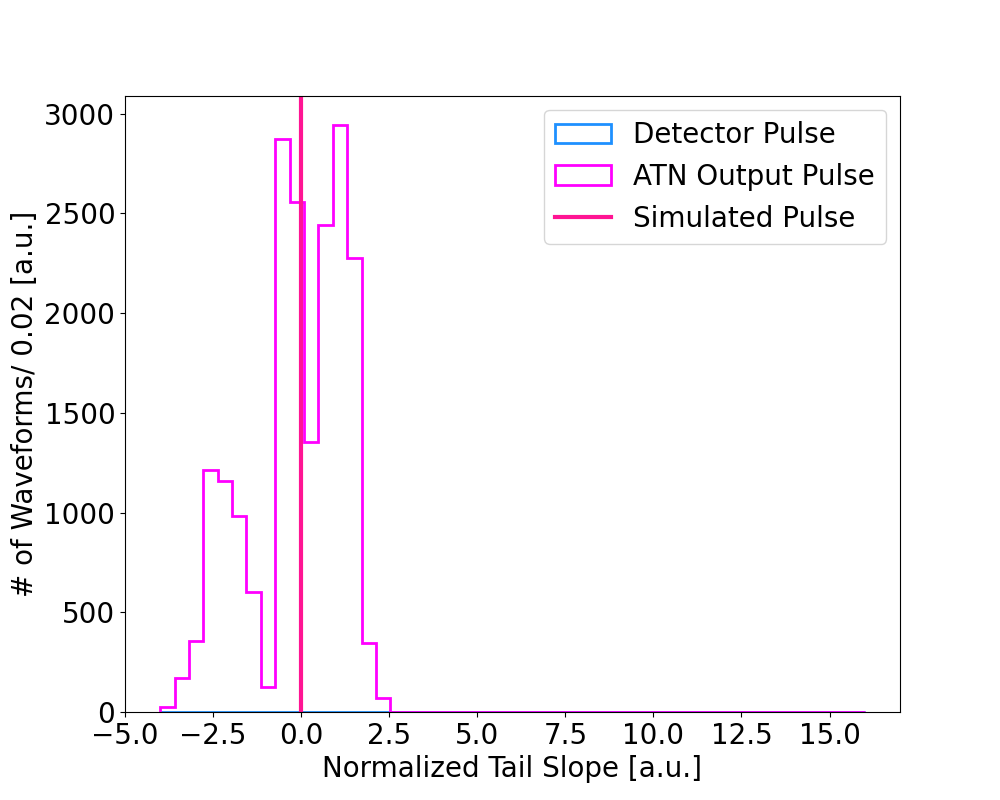 3000
2500
2000
1500
1000
500
0
# of Waveforms/ 0.02 [a.u.]
Detector Pulse
ATN Output Pulse
Simulated Pulse
−5.0 −2.5 0.0 2.5 5.0 7.5 10.0 12.5 15.0
Normalized Tail Slope [a.u.]